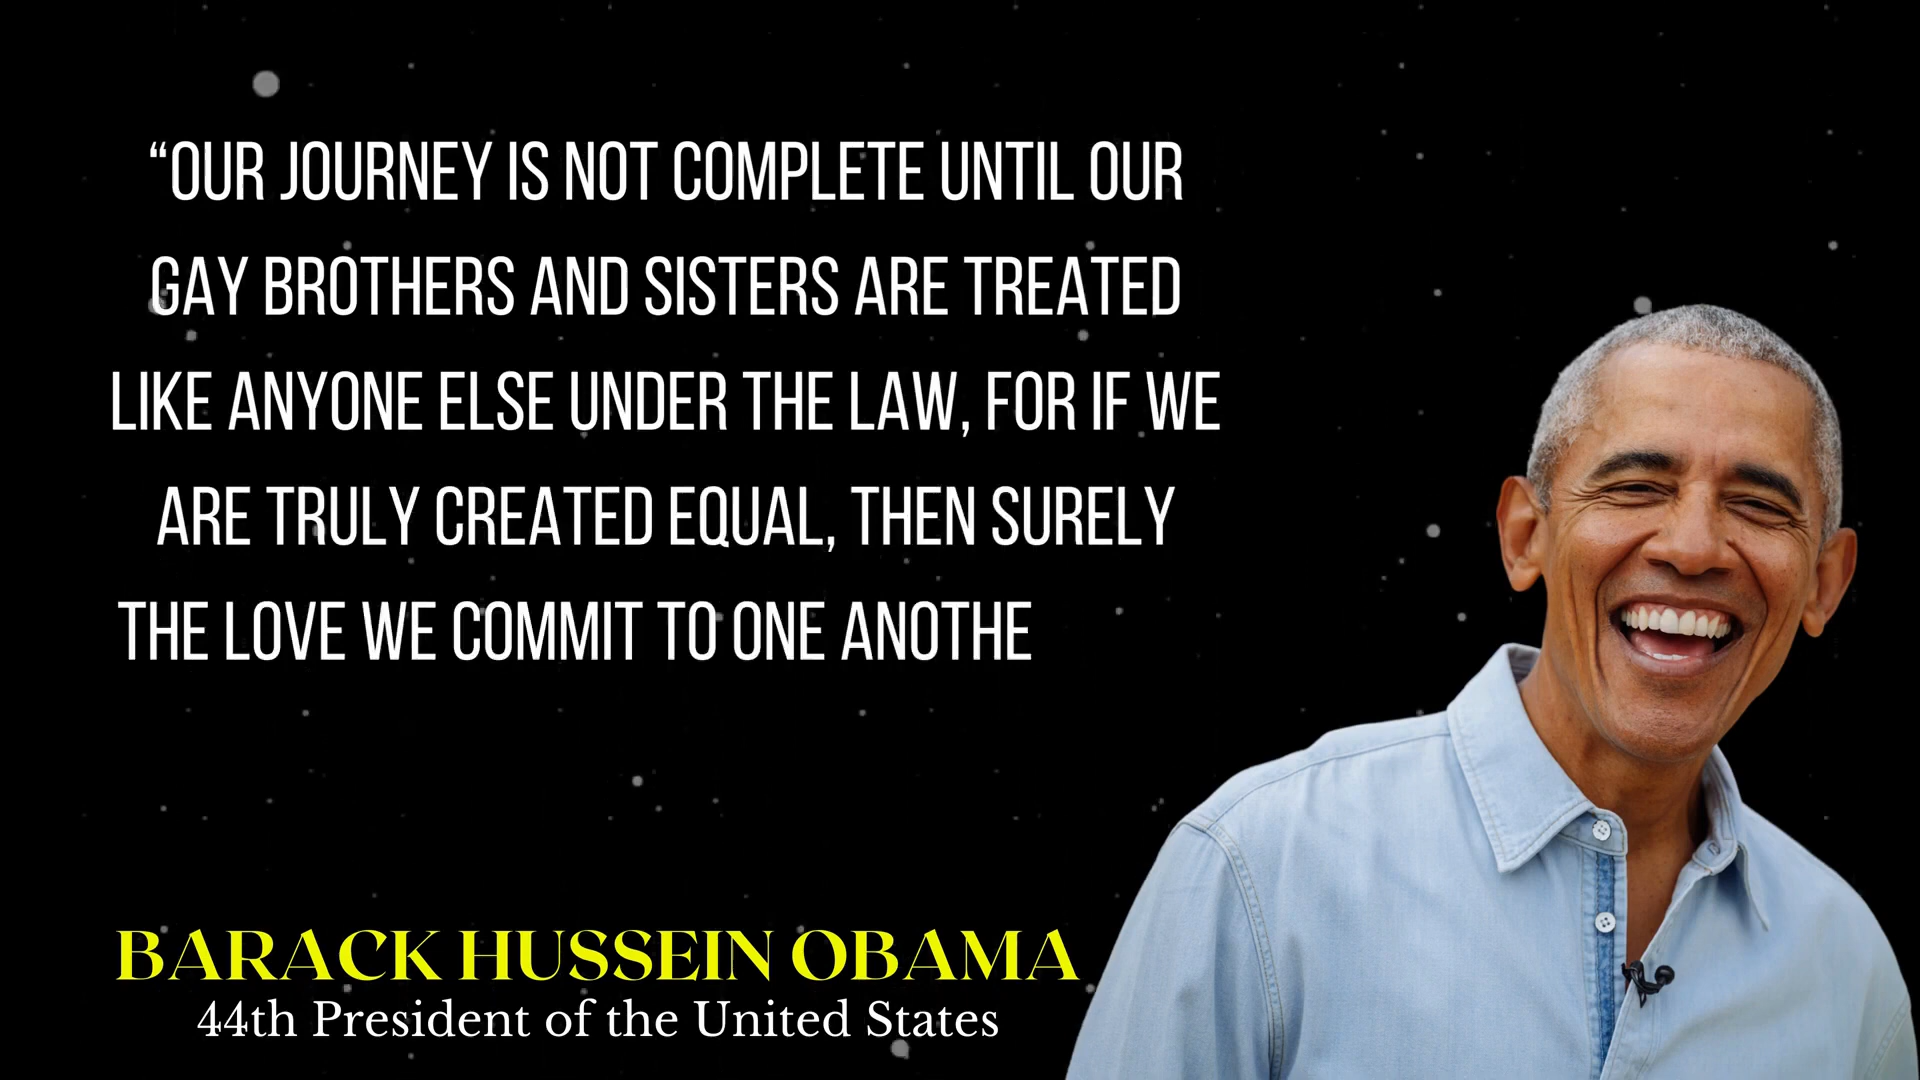 “OUR JOURNEY IS NOT COMPLETE UNTIL OUR
GAY BROTHERS AND SISTERS ARE TREATED
LIKE ANYONE ELSE UNDER THE LAW, FOR IF WE
ARE TRULY CREATED EQUAL, THEN SURELY
THE LOVE WE COMMIT TO ONE ANOTHE
BARACK HUSSEIN OBAMA
44th President of the United States